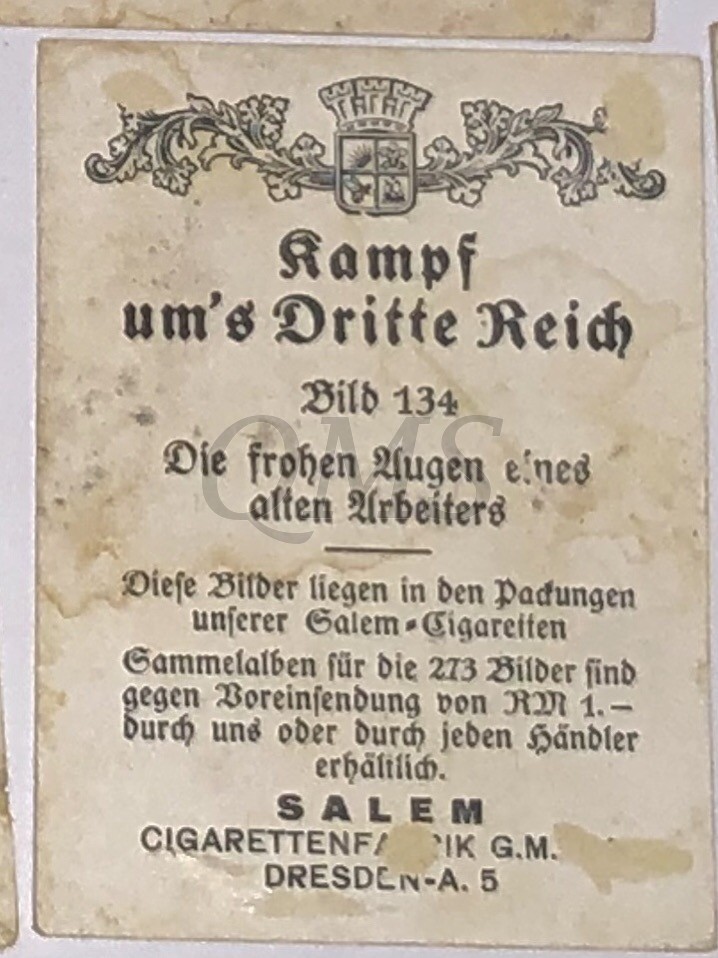 Kampf
um's Dritte Reich
Bild 134
Die frohen Augen eines
alten Arbeiters
Diese Bilder liegen in den Packungen
unserer Salem-Cigaretten
Sammelalben für die 273 Bilder sind
gegen Voreinsendung von RM 1.—
durch uns oder durch jeden Händler
erhältlich.
SALEM
G.M.
DRESDEN-A. 5
QMS